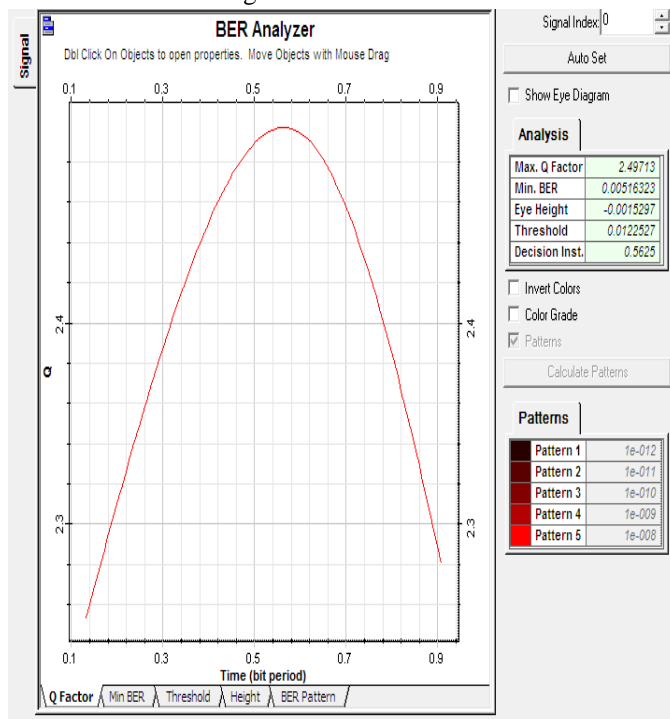 Signal
BER Analyzer
Dbl Click On Objects to open properties. Move Objects with Mouse Drag
0.1 0.3 0.5 0.7 0.9
2.4
2.3
Q
2.4
2.3
0.1 0.3 0.5 0.7 0.9
Time (bit period)
Q Factor Min BER Threshold Height BER Pattern
Signal Index: 0
Auto Set
Show Eye Diagram
Analysis
Max. Q Factor 2.49713
Min. BER 0.00516323
Eye Height -0.0015297
Threshold 0.0122527
Decision Inst. 0.5625
Invert Colors
Color Grade
Patterns
Calculate Patterns
Patterns
Pattern 1 1e-012
Pattern 2 1e-011
Pattern 3 1e-010
Pattern 4 1e-009
Pattern 5 1e-008